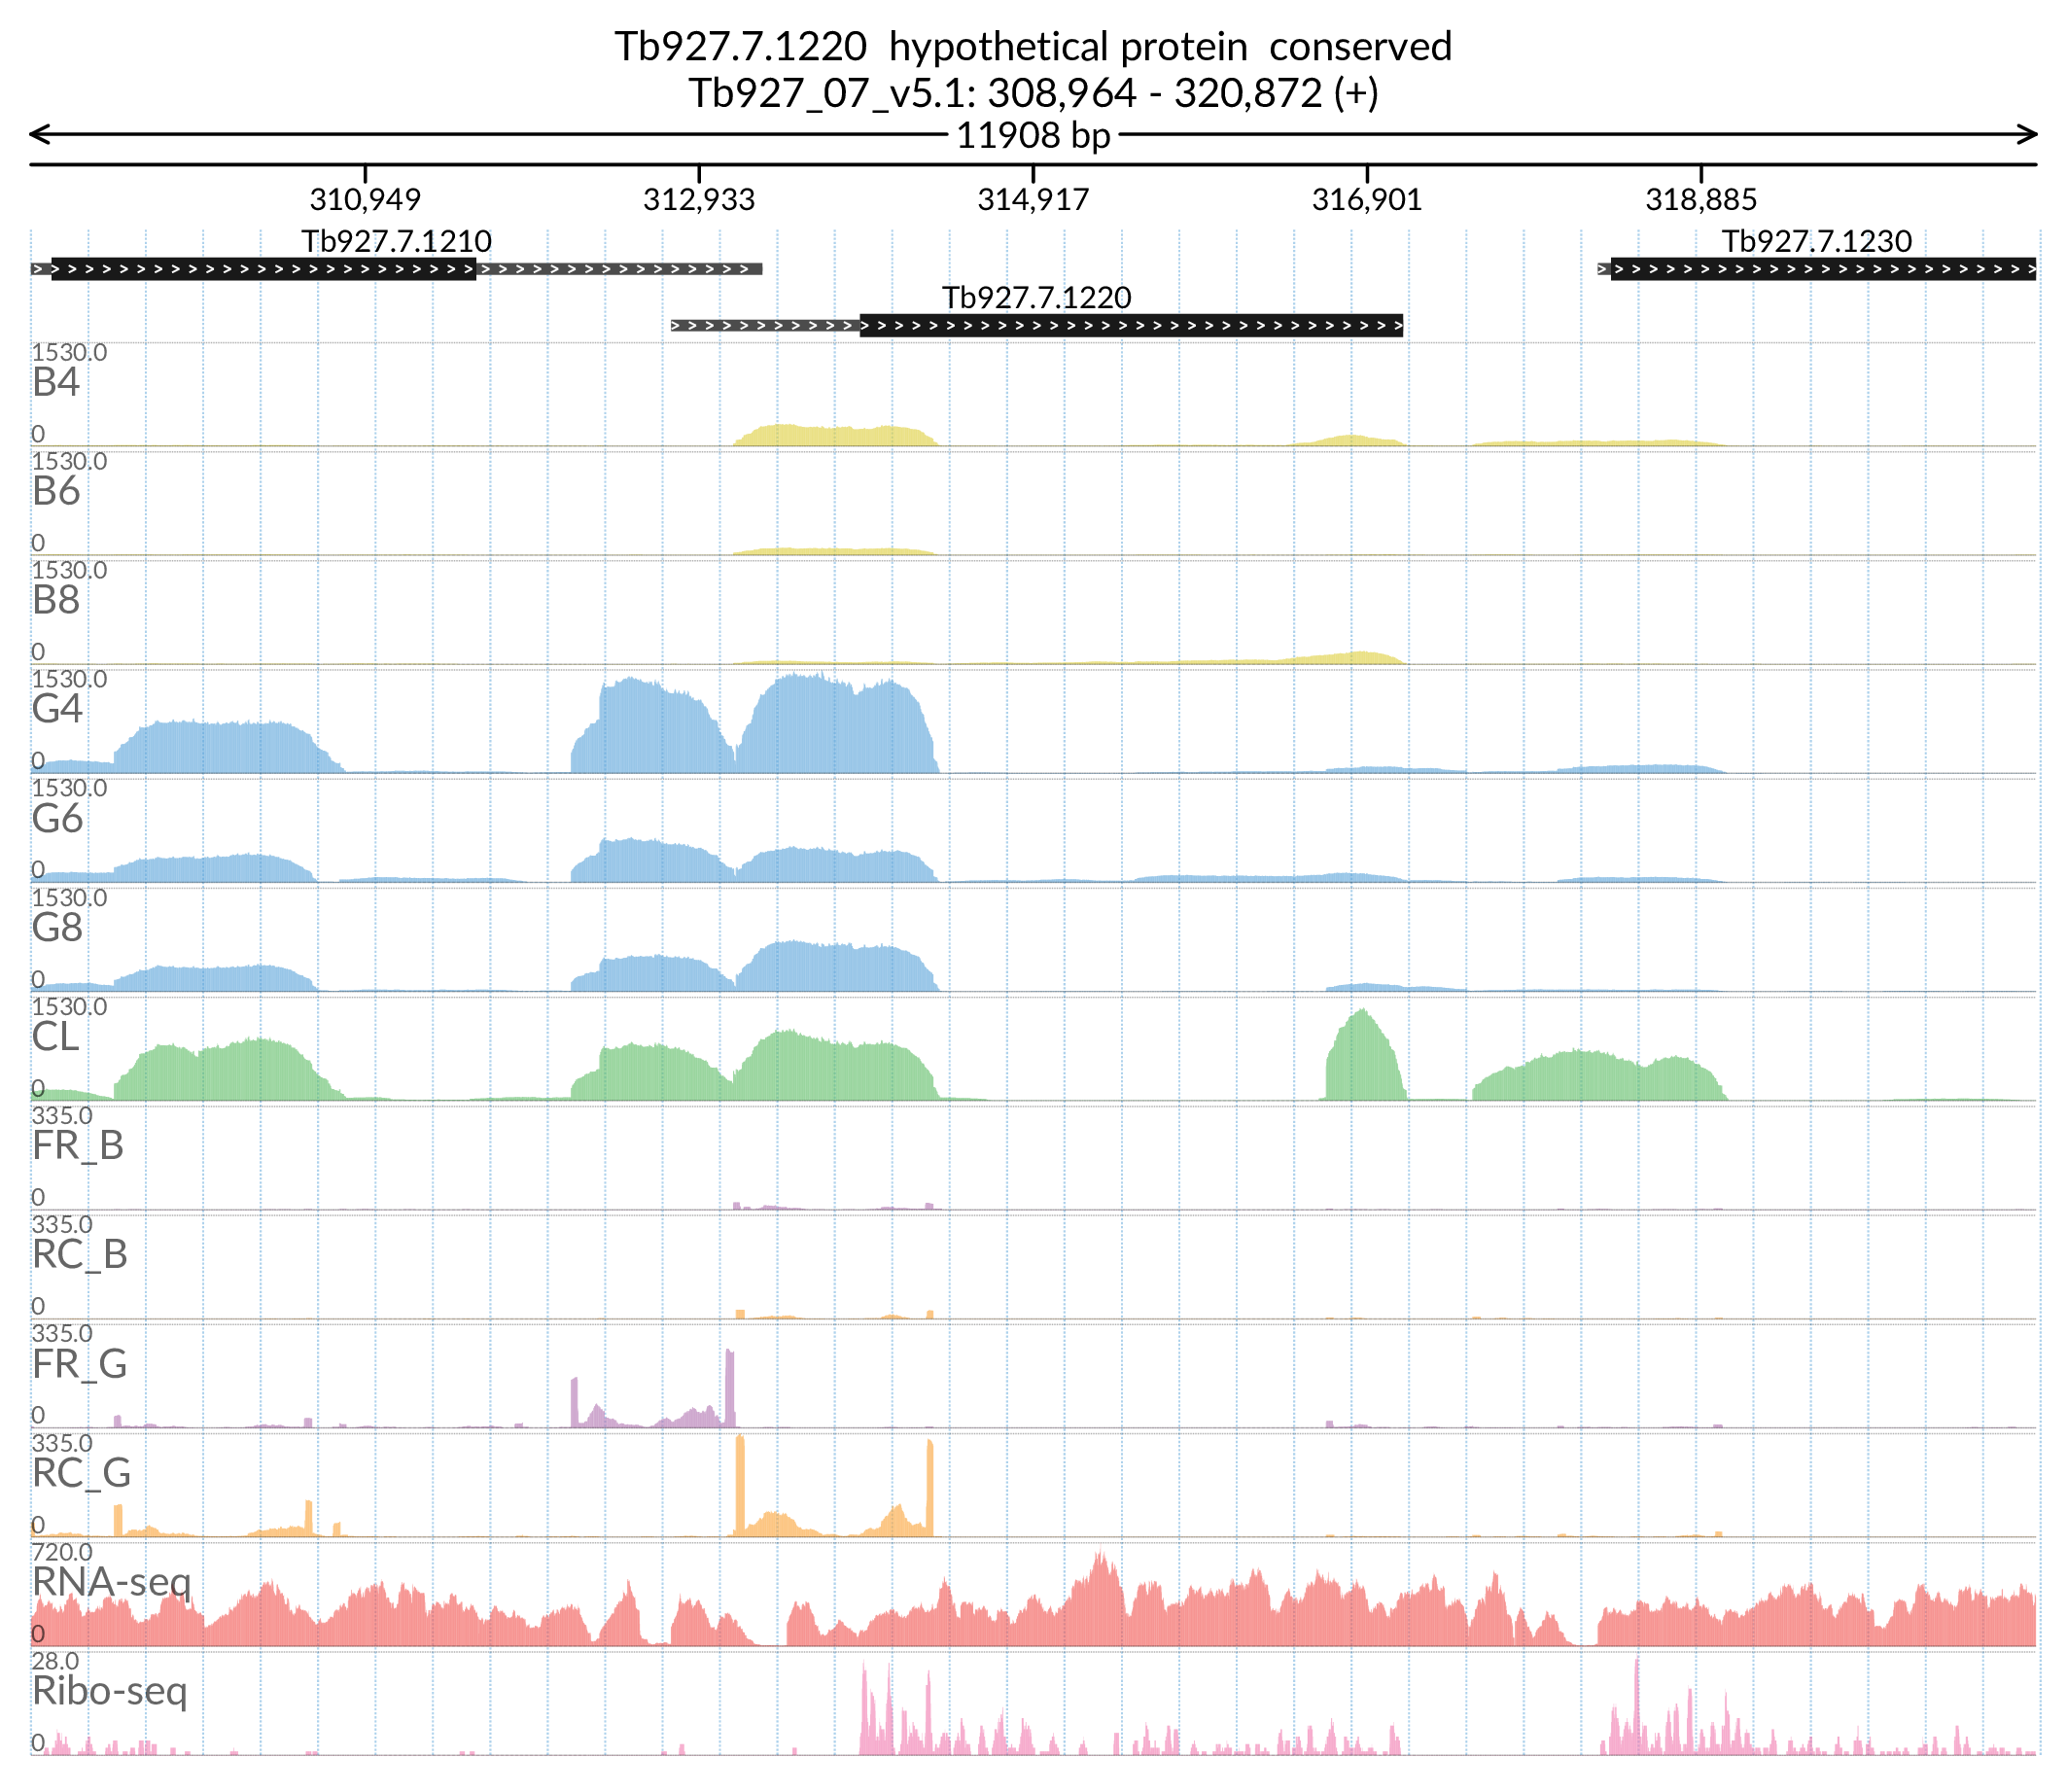 Tb927.7.1220 hypothetical protein conserved
Tb927_07_v5.1: 308,964 - 320,872 (+)
11908 bp
310,949 312,933 314,917 316,901 318,885
Tb927.7.1210 Tb927.7.1230
Tb927.7.1220
1530.0
B4
0
1530.0
B6
0
1530.0
B8
0
1530.0
G4
0
1530.0
G6
0
1530.0
G8
0
1530.0
CL
0
335.0
FR_B
0
335.0
RC_B
0
335.0
FR_G
0
335.0
RC_G
0
720.0
RNA-seq
0
28.0
Ribo-seq
0